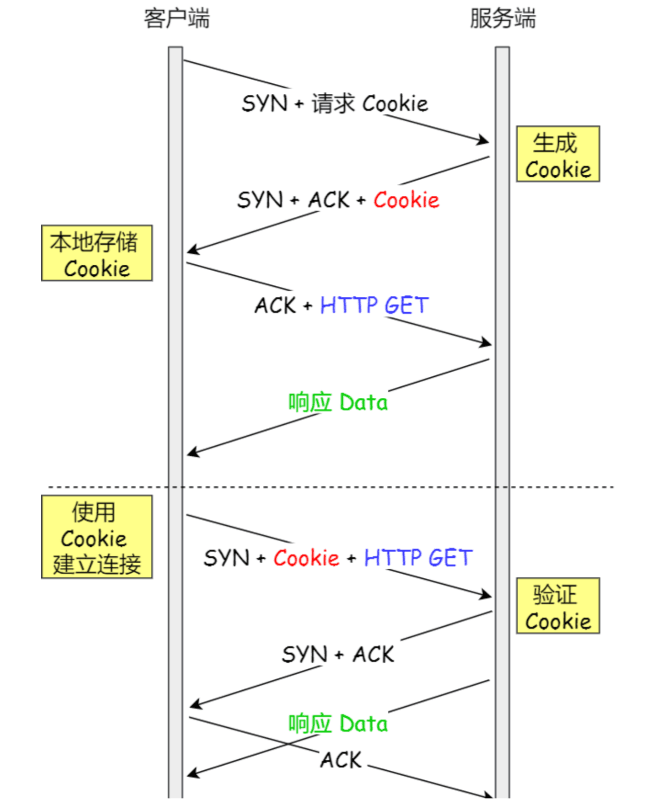 客户端
服务端
SYN + 请求 Cookie
生成
Cookie
SYN + ACK + Cookie
本地存储
Cookie
ACK + HTTP GET
响应 Data
使用
Cookie
建立连接
SYN + Cookie + HTTP GET
验证
Cookie
SYN + ACK
响应 Data
ACK